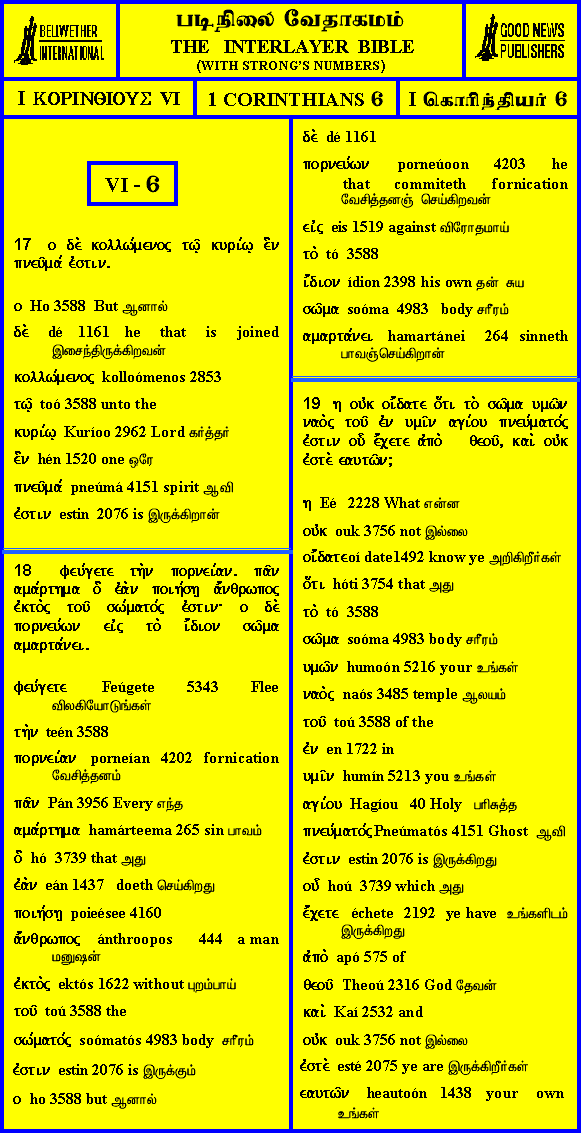 BELLWETHER
INTERNATIONAL
படிநிலை வேதாகமம்
THE INTERLAYER BIBLE
(WITH STRONG'S NUMBERS)
GOOD NEWS
PUBLISHERS
I ΚΟΡΙΝΘΙΟΥΣ VI
1 CORINTHIANS 6
I கொரிந்தியர் 6
VI - 6
17 ο δὲ κολλώμενος τῷ κυρίῳ ἓν
πνεῦμά ἐστιν.
ο Ho 3588 But ஆனால்
δὲ dé 1161 he that is joined
இசைந்திருக்கிறவன்
κολλώμενος kolloómenos 2853
τῷ toó 3588 unto the
κυρίῳ Kuríoo 2962 Lord கர்த்தர்
ἓν hén 1520 one ஒரே
πνεῦμά pneúmá 4151 spirit ஆவி
ἐστιν estin 2076 is இருக்கிறான்
18 φεύγετε τὴν πορνείαν. πᾶν
αμάρτημα ὃ ἐὰν ποιήσῃ ἄνθρωπος
ἐκτὸς τοῦ σώματός ἐστιν· ο δὲ
πορνεύων εἰς τὸ ἴδιον σῶμα
αμαρτάνει.
φεύγετε Feúgete 5343 Flee
விலகியோடுங்கள்
τὴν teén 3588
πορνείαν porneían 4202 fornication
வேசித்தனம்
πᾶν Pán 3956 Every எந்த
αμάρτημα hamárteema 265 sin பாவம்
ὃ hó 3739 that அது
ἐὰν eán 1437 doeth செய்கிறது
ποιήσῃ poieésee 4160
ἄνθρωπος ánthroopos 444 a man
மனுஷன்
ἐκτὸς ektós 1622 without புறம்பாய்
τοῦ toú 3588 the
σώματός soómatós 4983 body சரீரம்
ἐστιν estin 2076 is இருக்கும்
ο ho 3588 but ஆனால்
δὲ dé 1161
πορνεύων porneúoon 4203 he
that commiteth fornication
வேசித்தனஞ் செய்கிறவன்
εἰς eis 1519 against விரோதமாய்
τὸ tó 3588
ἴδιον ídion 2398 his own தன் சுய
σῶμα soóma 4983 body சரீரம்
αμαρτάνει hamartánei 264 sinneth
பாவஞ்செய்கிறான்
19 η οὐκ οἴδατε ὅτι τὸ σῶμα υμῶν
ναὸς τοῦ ἐν υμῖν αγίου πνεύματός
ἐστιν οὗ ἔχετε ἀπὸ θεοῦ, καὶ οὐκ
ἐστὲ εαυτῶν;
η Eé 2228 What என்ன
οὐκ ouk 3756 not இல்லை
οἴδατεoí date1492 know ye அறிகிறீர்கள்
ὅτι hóti 3754 that அது
τὸ tó 3588
σῶμα soóma 4983 body சரீரம்
υμῶν humoón 5216 your உங்கள்
ναὸς naós 3485 temple ஆலயம்
τοῦ toú 3588 of the
ἐν en 1722 in
υμῖν humín 5213 you உங்கள்
αγίου Hagíou 40 Holy பரிசுத்த
πνεύματός Pneúmatós 4151 Ghost ஆவி
ἐστιν estin 2076 is இருக்கிறது
οὗ hoú 3739 which அது
ἔχετε échete 2192 ye have உங்களிடம்
இருக்கிறது
ἀπὸ apó 575 of
θεοῦ Theoú 2316 God தேவன்
καὶ Kaí 2532 and
οὐκ ouk 3756 not இல்லை
ἐστὲ esté 2075 ye are இருக்கிறீர்கள்
εαυτῶν heautoón 1438 your own
உங்கள்